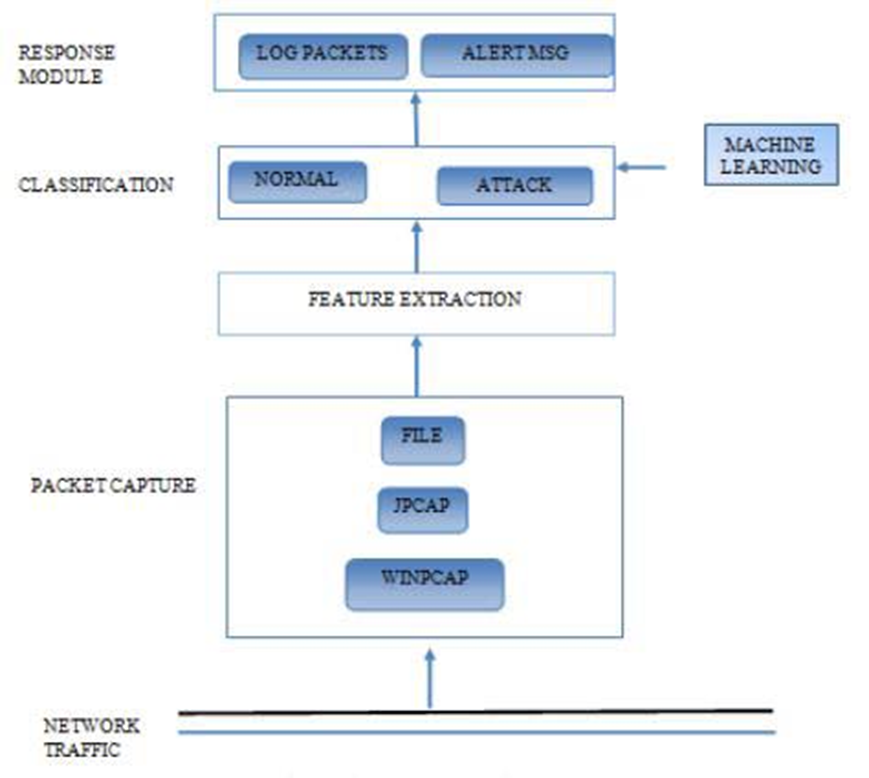 RESPONSE
MODULE
LOG PACKETS
ALERT MSG
CLASSIFICATION
NORMAL
ATTACK
MACHINE
LEARNING
FEATURE EXTRACTION
PACKET CAPTURE
FILE
JPCAP
WINPCAP
NETWORK
TRAFFIC